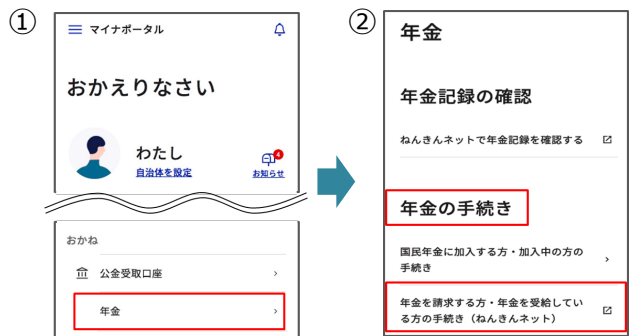 ①
マイナポータル
おかえりなさい
わたし
自治体を設定
4
お知らせ
おかね
公金受取口座
年金
②
年金
年金記録の確認
ねんきんネットで年金記録を確認する
年金の手続き
国民年金に加入する方・加入中の方の
手続き
年金を請求する方・年金を受給してい
る方の手続き（ねんきんネット）